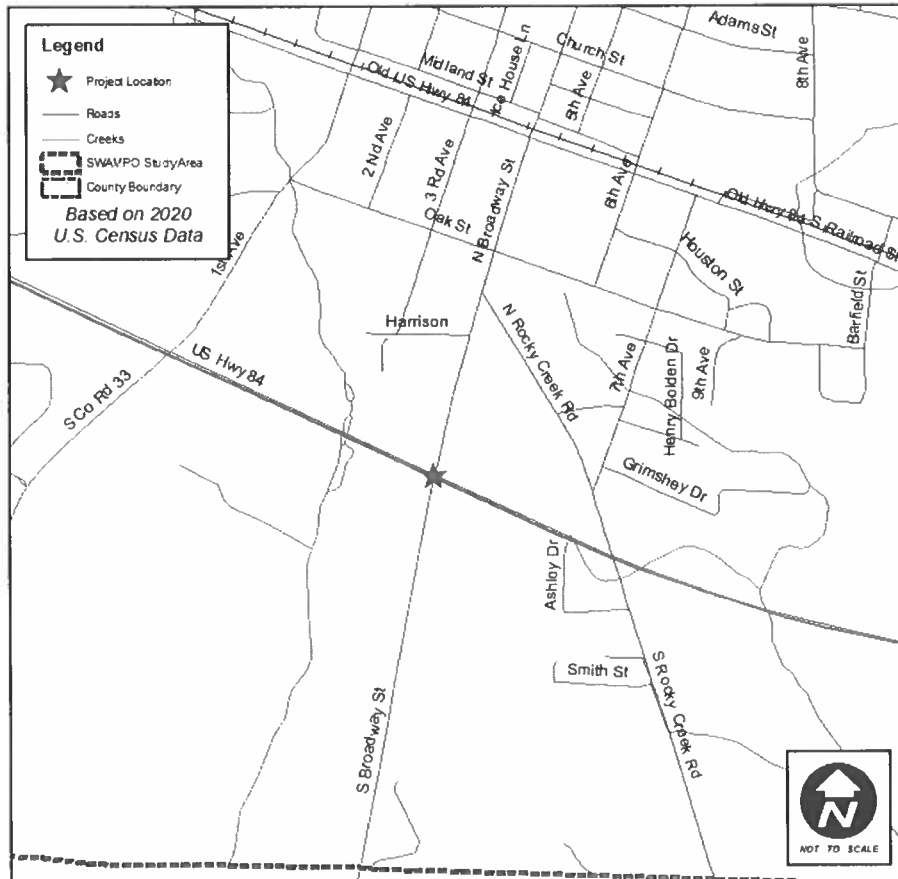 Legend
Project Location
Roads
Creeks
SWAMPO Study Area
County Boundary
Based on 2020
U.S. Census Data
Adams St
Church St
8th Ave
Midland St
Ice House Ln
5th Ave
Old US Hwy 84
2 Nd Ave
3 Rd Ave
N Broadway St
6th Ave
Old Hwy 84 S Railroad St
Oak St
1st Ave
Houston St
Barfield St
Harrison
N Rocky Creek Rd
US Hwy 84
7th Ave
Henry Bolden Dr
9th Ave
S Co Rd 33
Grimshey Dr
Ashley Dr
Smith St
S Rocky Creek Rd
S Broadway St
N
NOT TO SCALE